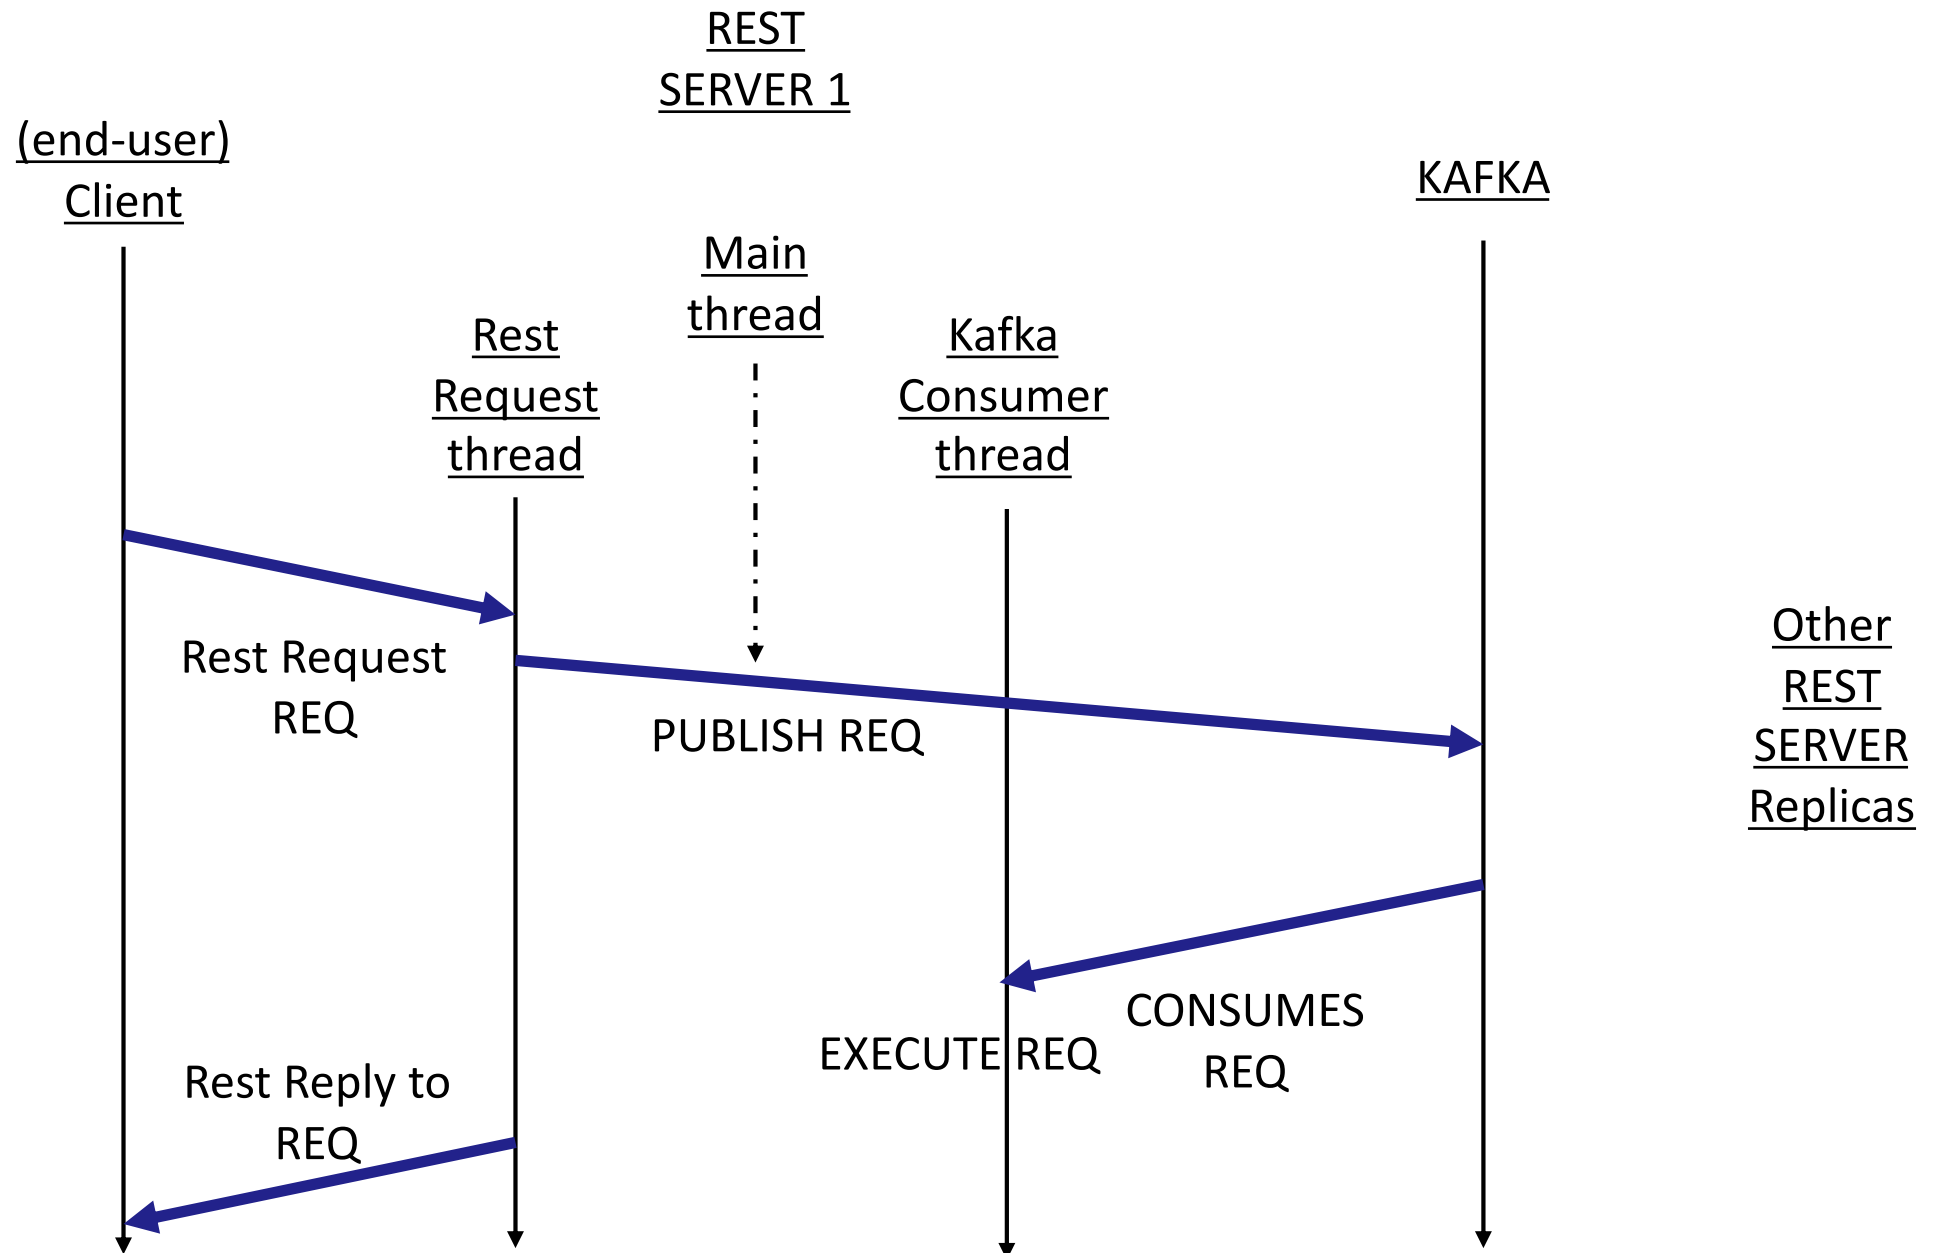 REST
SERVER 1
(end-user)
Client
KAFKA
Main
thread
Rest
Request
thread
Kafka
Consumer
thread
Rest Request
REQ
PUBLISH REQ
Other
REST
SERVER
Replicas
CONSUMES
REQ
EXECUTE REQ
Rest Reply to
REQ